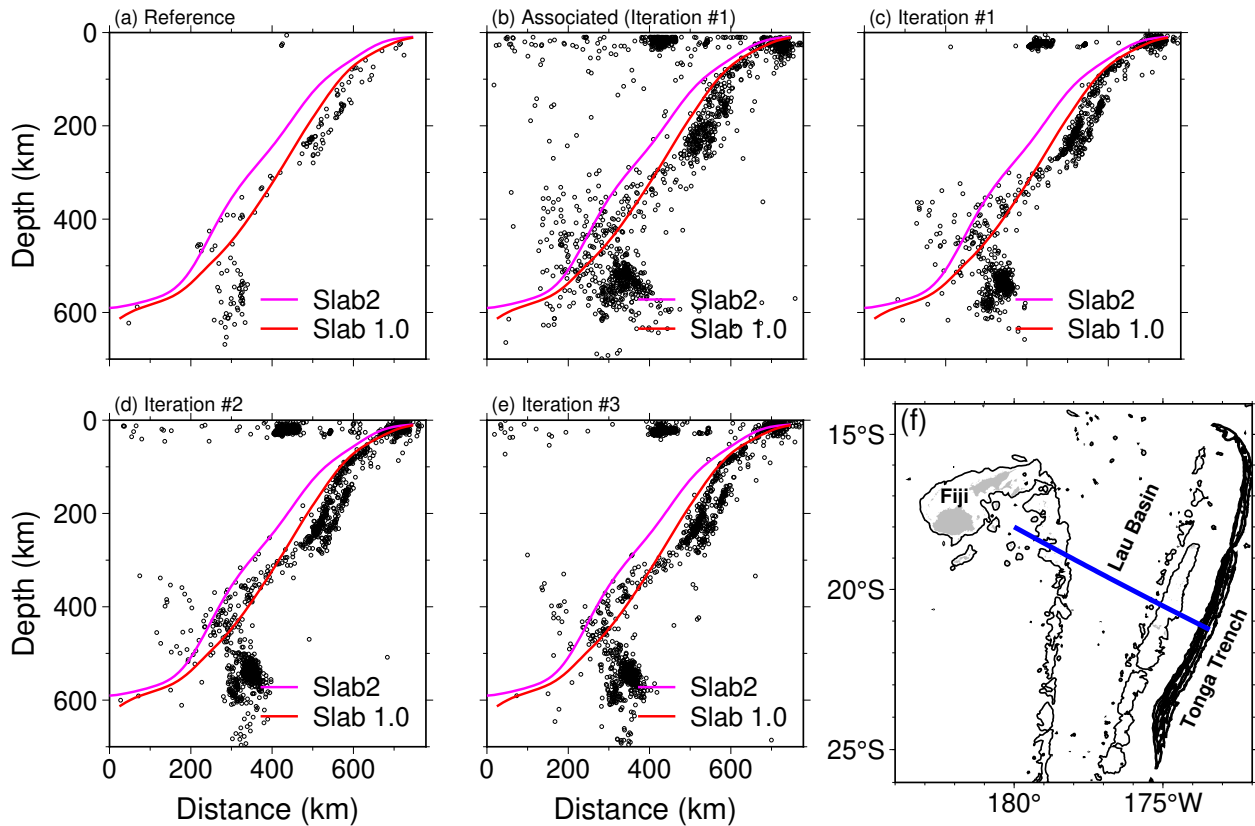 (a) Reference
(b) Associated (Iteration #1)
(c) Iteration #1
0
200
400
600
Depth (km)
Slab2
Slab 1.0
Slab2
Slab 1.0
Slab2
Slab 1.0
(d) Iteration #2
(e) Iteration #3
(f)
0
200
400
600
Depth (km)
Slab2
Slab 1.0
Slab2
Slab 1.0
0
200
400
600
Distance (km)
0
200
400
600
Distance (km)
15°S
20°S
25°S
Fiji
Lau Basin
Tonga Trench
180°
175°W